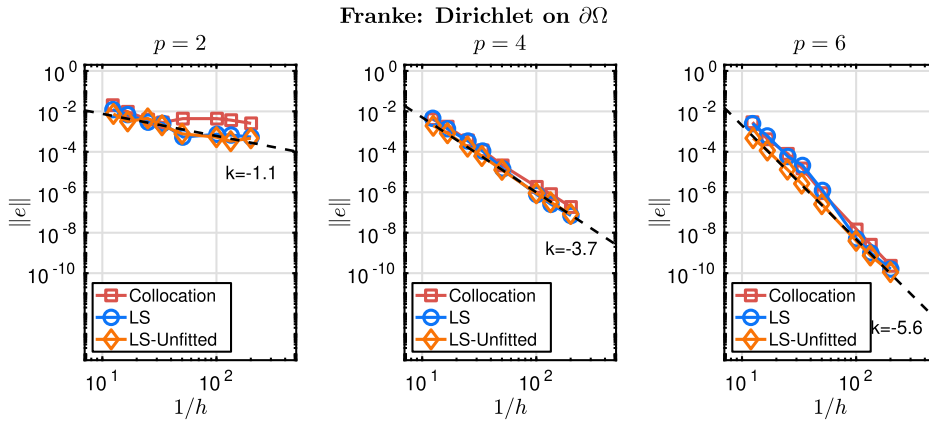 Franke: Dirichlet on ∂Ω
p = 2
10^0
10^-2
10^-4
10^-6
10^-8
10^-10
‖e‖
k=-1.1
Collocation
LS
LS-Unfitted
10^1
10^2
1/h
p = 4
10^0
10^-2
10^-4
10^-6
10^-8
10^-10
‖e‖
k=-3.7
Collocation
LS
LS-Unfitted
10^1
10^2
1/h
p = 6
10^0
10^-2
10^-4
10^-6
10^-8
10^-10
‖e‖
k=-5.6
Collocation
LS
LS-Unfitted
10^1
10^2
1/h